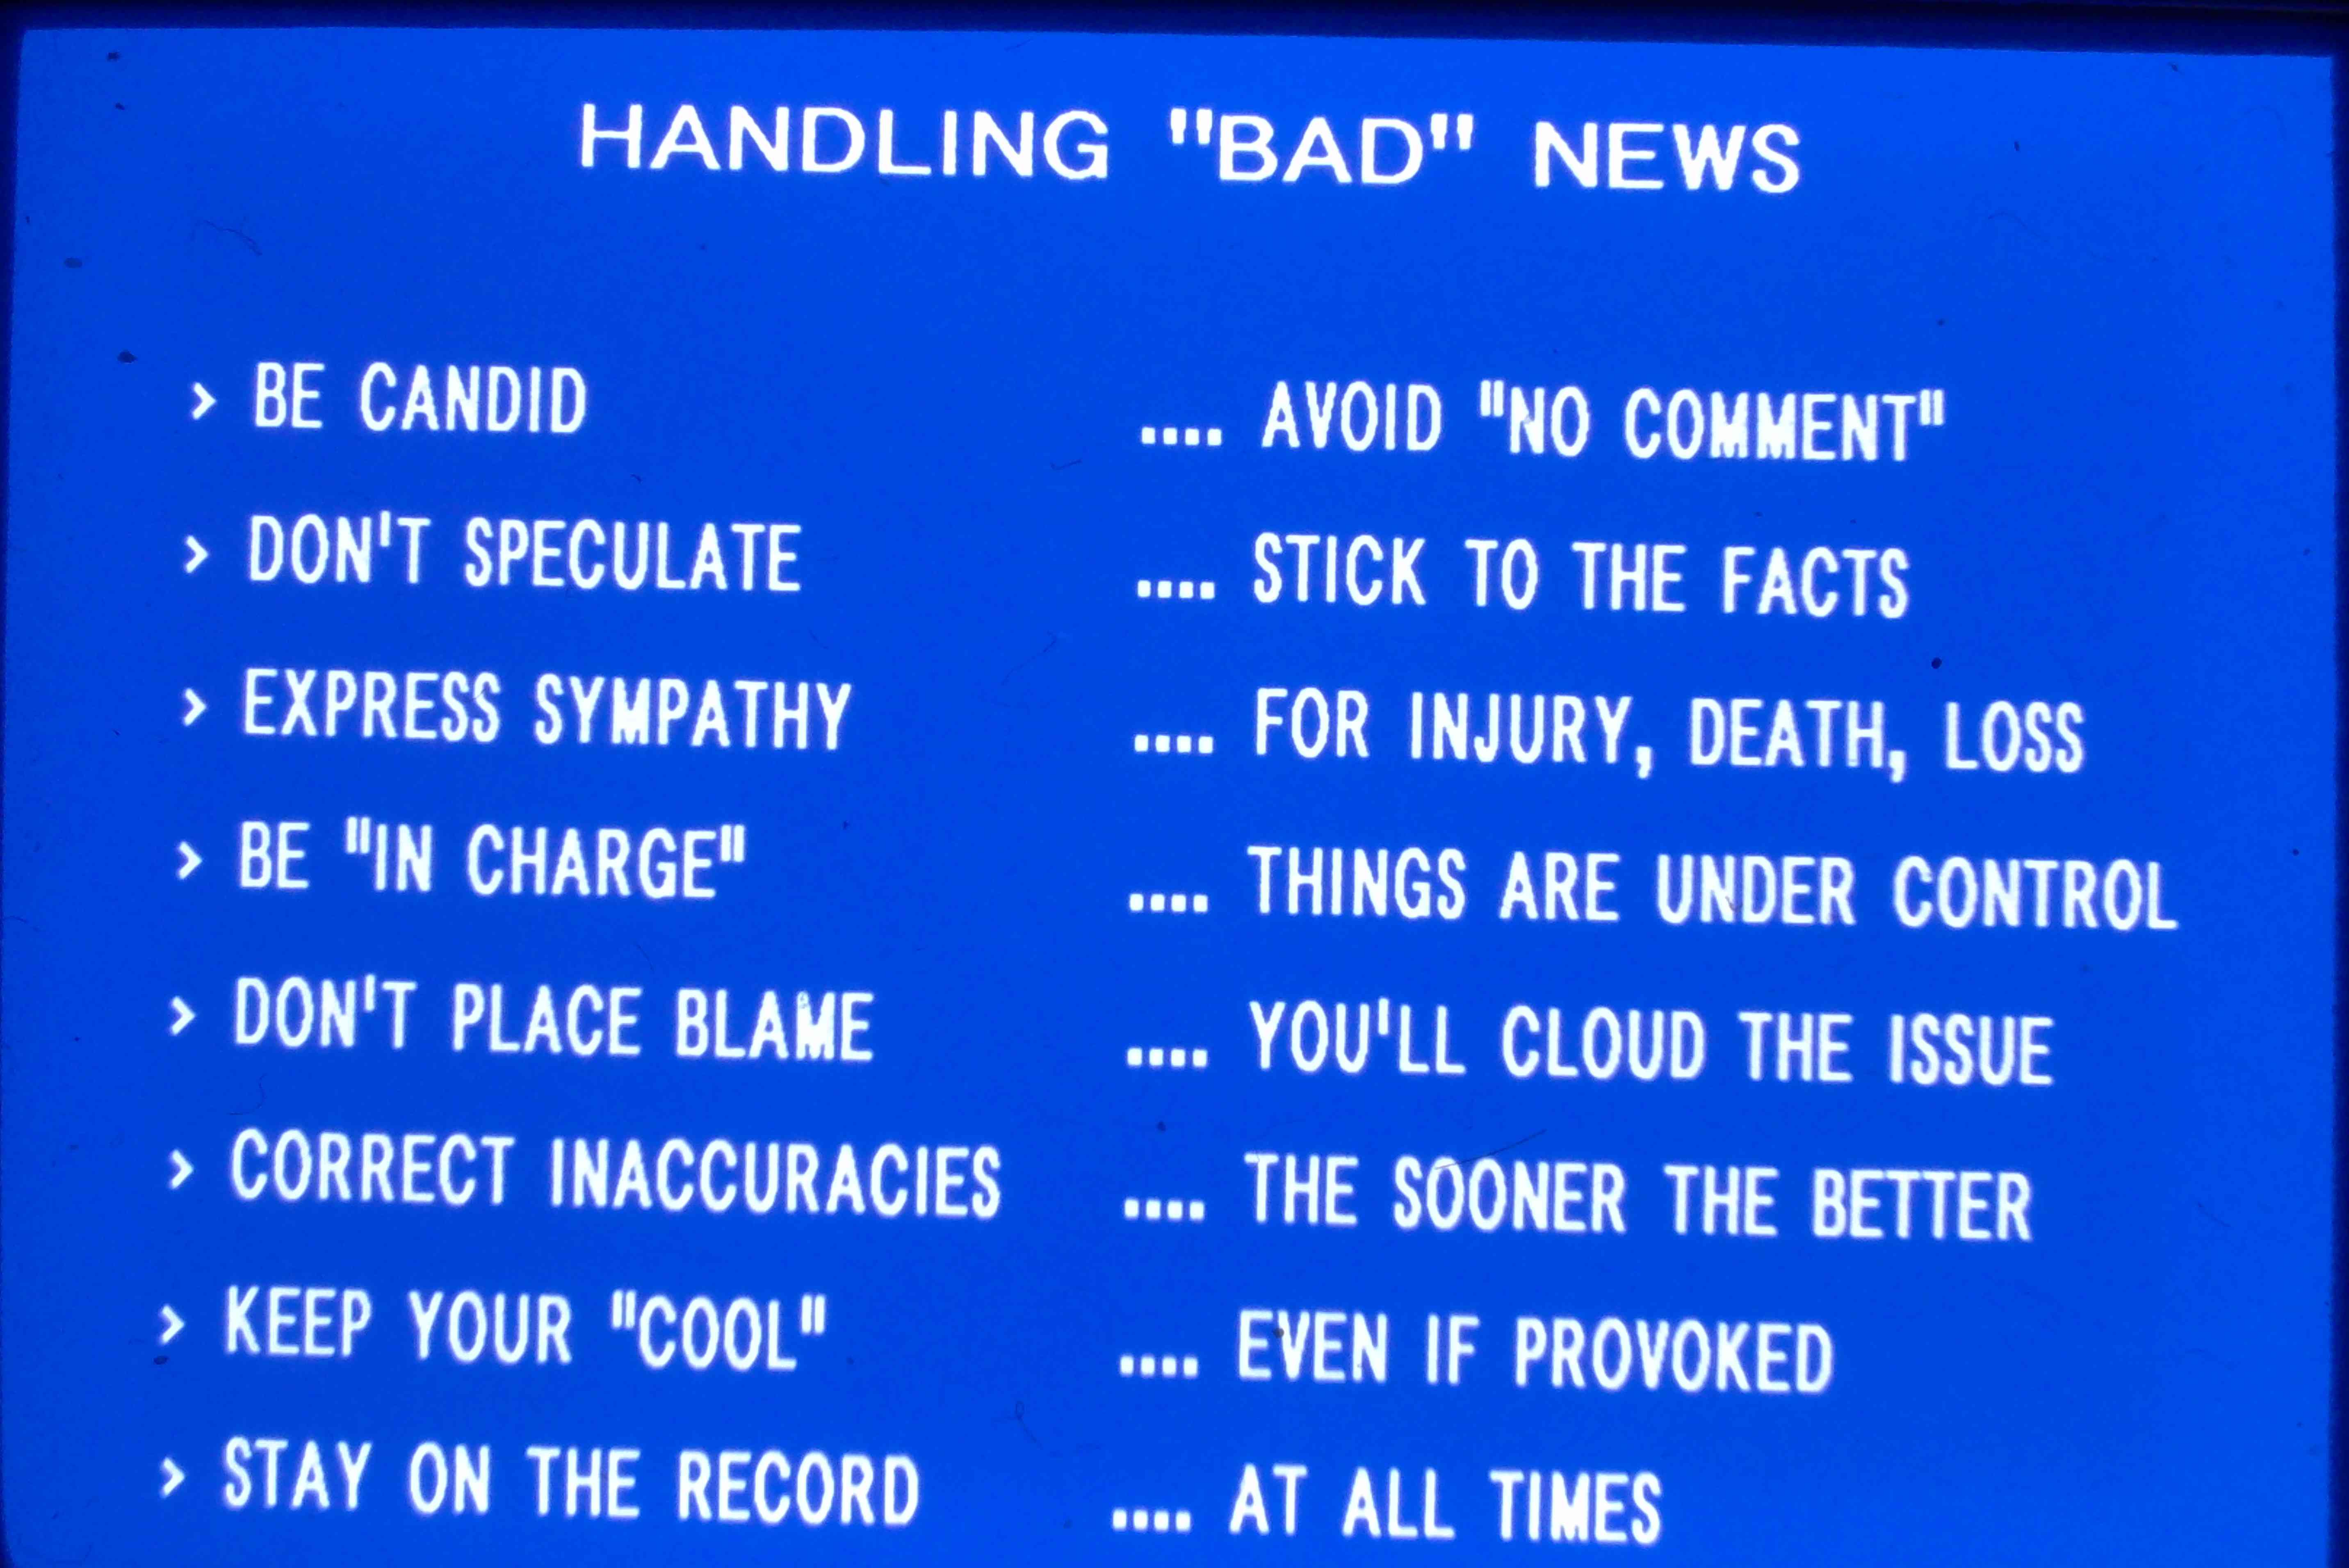 HANDLING "BAD" NEWS
> BE CANDID .... AVOID "NO COMMENT"
> DON'T SPECULATE .... STICK TO THE FACTS
> EXPRESS SYMPATHY .... FOR INJURY, DEATH, LOSS
> BE "IN CHARGE" .... THINGS ARE UNDER CONTROL
> DON'T PLACE BLAME .... YOU'LL CLOUD THE ISSUE
> CORRECT INACCURACIES .... THE SOONER THE BETTER
> KEEP YOUR "COOL" .... EVEN IF PROVOKED
> STAY ON THE RECORD .... AT ALL TIMES